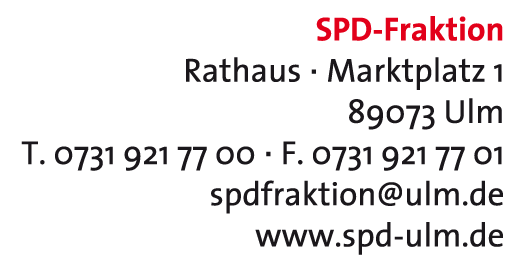 SPD-Fraktion
Rathaus · Marktplatz 1
89073 Ulm
T. 0731 921 77 00 · F. 0731 921 77 01
spdfraktion@ulm.de
www.spd-ulm.de